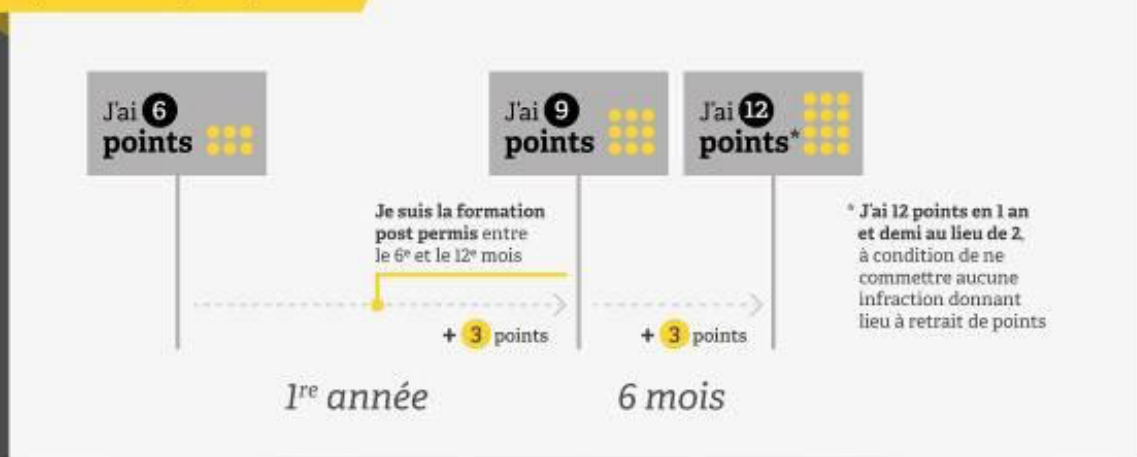 J'ai 6
points
J'ai 9
points
J'ai 12
points*
Je suis la formation
post permis entre
le 6e et le 12e mois
* J'ai 12 points en 1 an
et demi au lieu de 2,
à condition de ne
commettre aucune
infraction donnant
lieu à retrait de points
+ 3 points
+ 3 points
1re année
6 mois